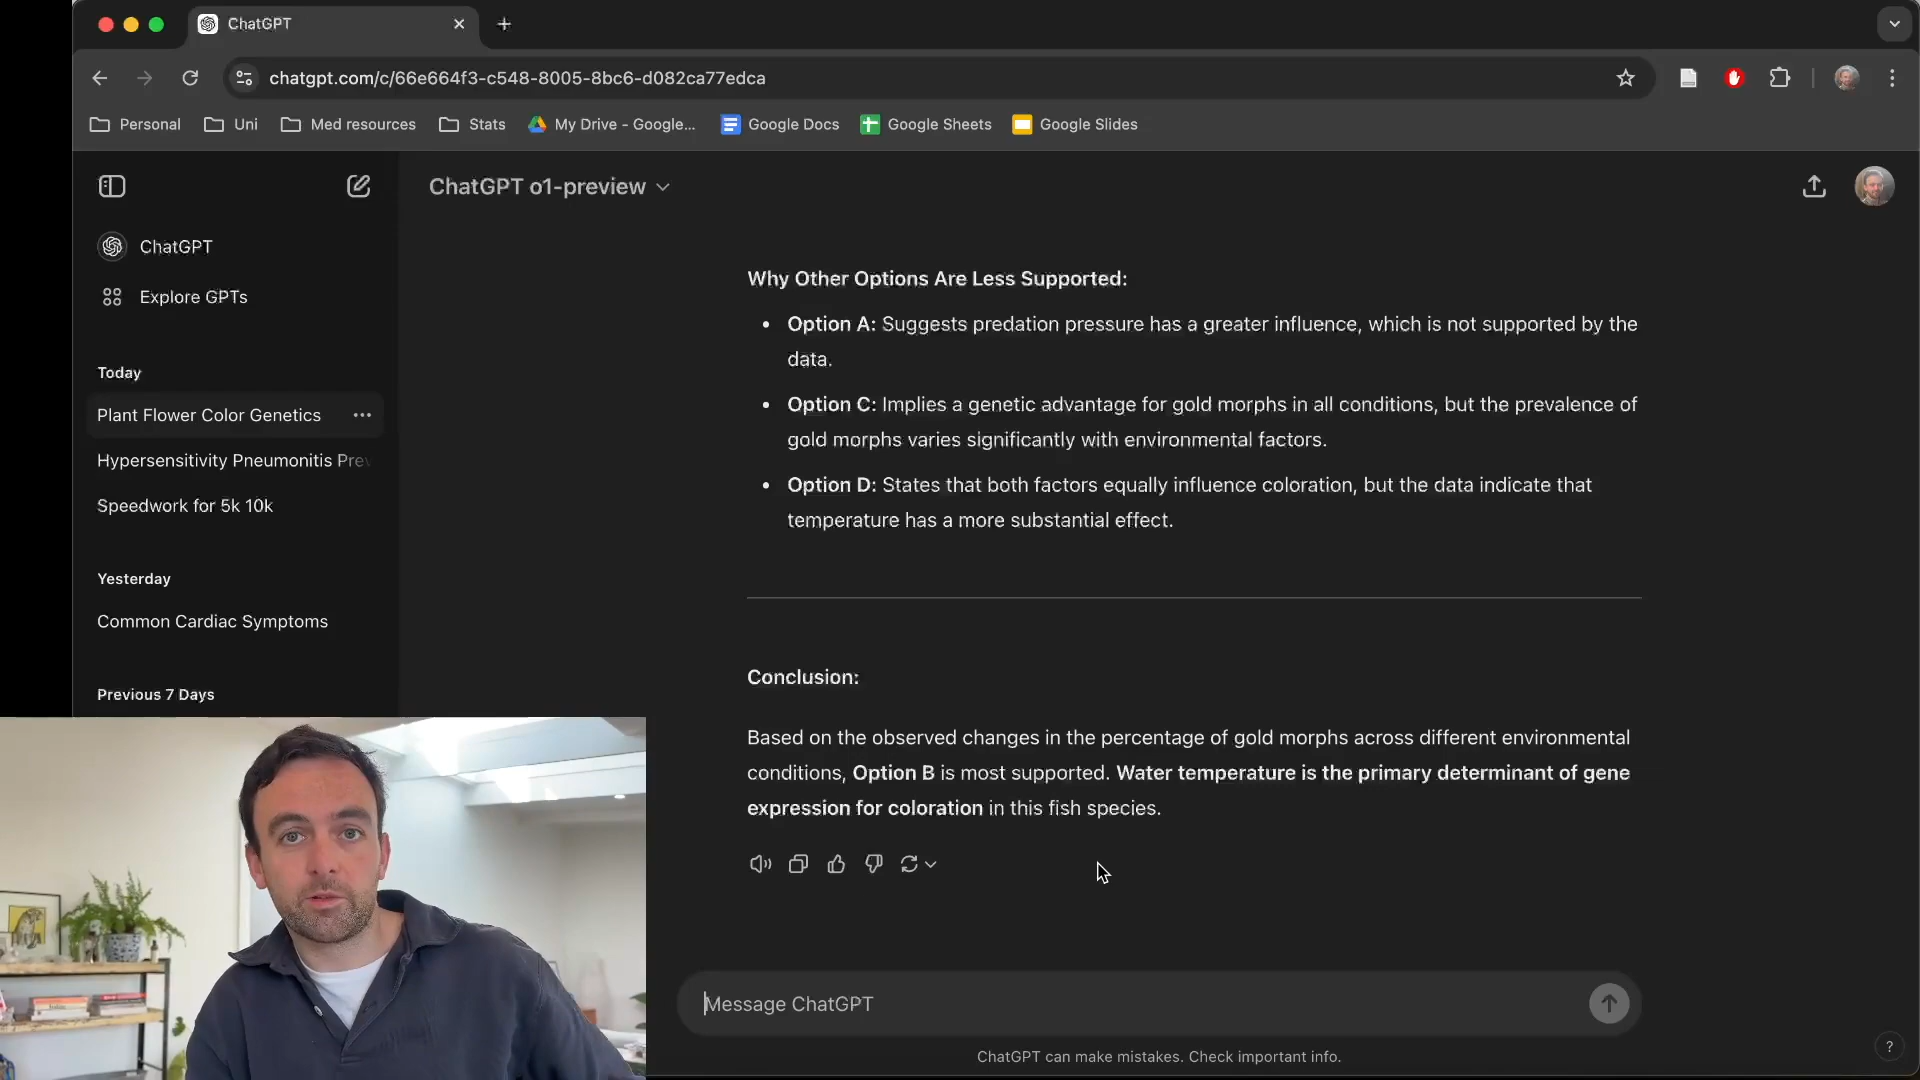 ChatGPT
chatgpt.com/c/66e664f3-c548-8005-8bc6-d082ca77edca
Personal
Uni
Med resources
Stats
My Drive - Google...
Google Docs
Google Sheets
Google Slides
ChatGPT
Explore GPTs
Today
Plant Flower Color Genetics
Hypersensitivity Pneumonitis Prev
Speedwork for 5k 10k
Yesterday
Common Cardiac Symptoms
Previous 7 Days
ChatGPT o1-preview
Why Other Options Are Less Supported:
• Option A: Suggests predation pressure has a greater influence, which is not supported by the
data.
• Option C: Implies a genetic advantage for gold morphs in all conditions, but the prevalence of
gold morphs varies significantly with environmental factors.
• Option D: States that both factors equally influence coloration, but the data indicate that
temperature has a more substantial effect.
Conclusion:
Based on the observed changes in the percentage of gold morphs across different environmental
conditions, Option B is most supported. Water temperature is the primary determinant of gene
expression for coloration in this fish species.
Message ChatGPT
ChatGPT can make mistakes. Check important info.
?